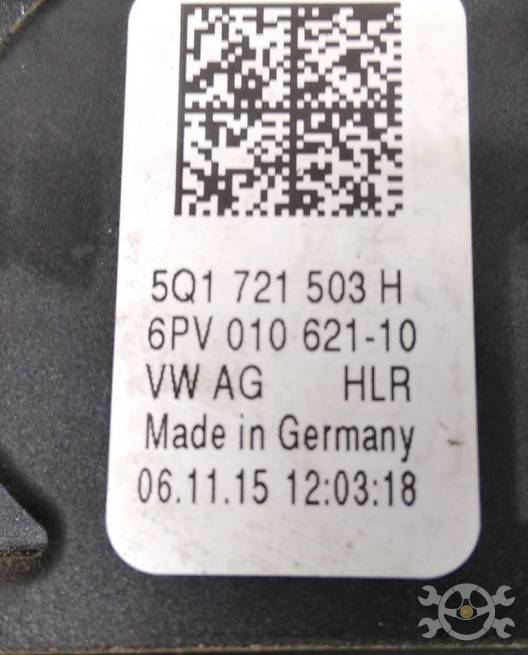 5Q1 721 503 H
6PV 010 621-10
VW AG HLR
Made in Germany
06.11.15 12:03:18